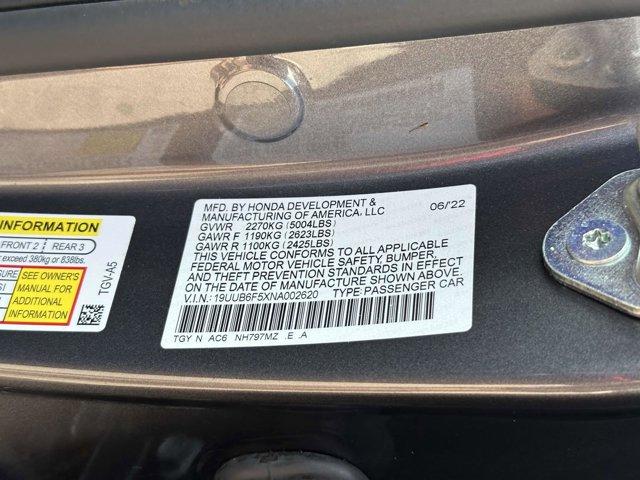 MFD. BY HONDA DEVELOPMENT & 06/22
MANUFACTURING OF AMERICA, LLC
GVWR 2270KG (5004LBS)
GAWR F 1190KG (2623LBS)
GAWR R 1100KG (2425LBS)
THIS VEHICLE CONFORMS TO ALL APPLICABLE
FEDERAL MOTOR VEHICLE SAFETY, BUMPER,
AND THEFT PREVENTION STANDARDS IN EFFECT
ON THE DATE OF MANUFACTURE SHOWN ABOVE.
V.I.N.: 19UUB6F5XNA002620 TYPE:PASSENGER CAR
TGY N AC6 NH797MZ .E .A
INFORMATION
FRONT 2 REAR 3
exceed 380kg or 838lbs.
SEE OWNER'S
MANUAL FOR
ADDITIONAL
INFORMATION
TGV-A5